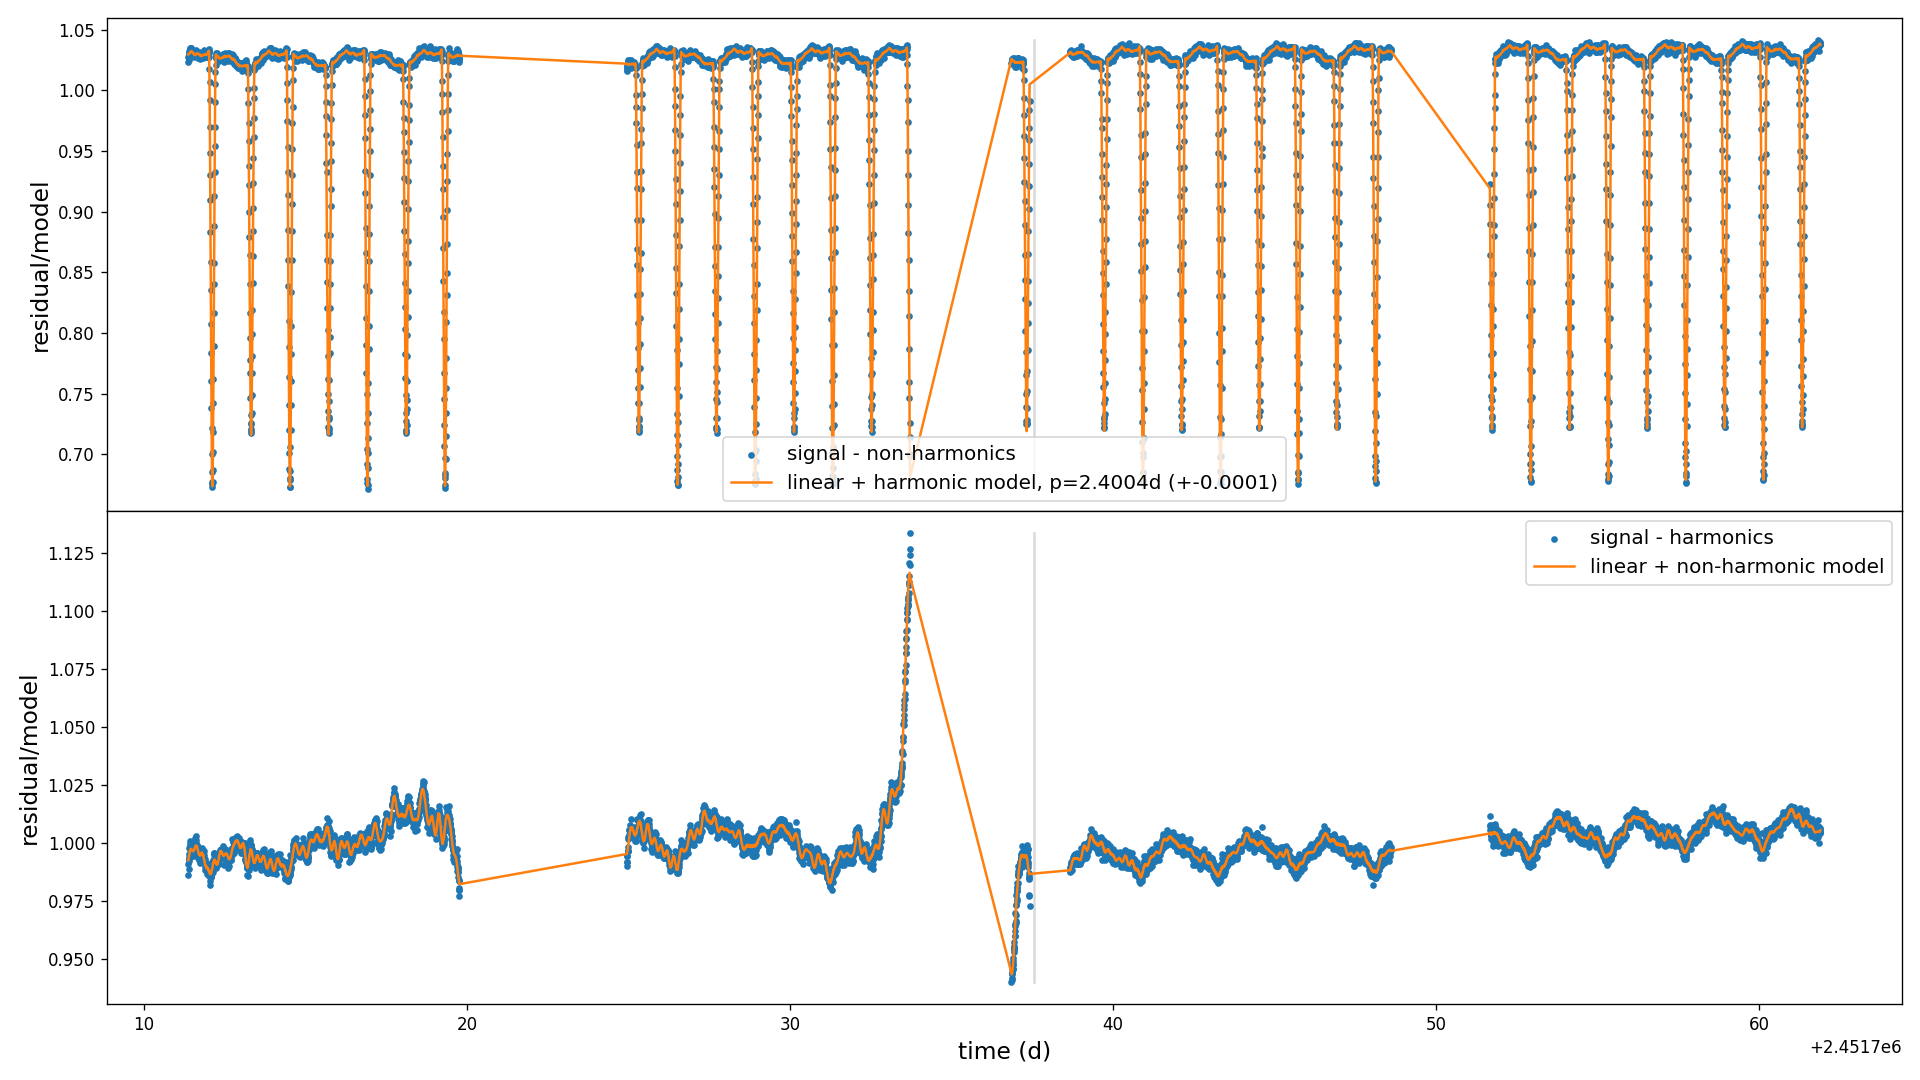 1.05
1.00
0.95
0.90
0.85
0.80
0.75
0.70
residual/model
signal - non-harmonics
linear + harmonic model, p=2.4004d (+-0.0001)
1.125
1.100
1.075
1.050
1.025
1.000
0.975
0.950
residual/model
signal - harmonics
linear + non-harmonic model
10
20
30
40
50
60
time (d)
+2.4517e6